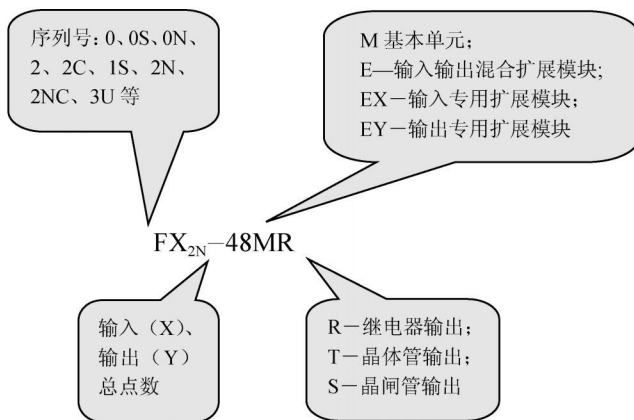 序列号：0、0S、0N、
2、2C、1S、2N、
2NC、3U 等
M 基本单元；
E—输入输出混合扩展模块;
EX－输入专用扩展模块；
EY－输出专用扩展模块
FX2N–48MR
输入（X）、
输出（Y）
总点数
R－继电器输出；
T－晶体管输出；
S－晶闸管输出